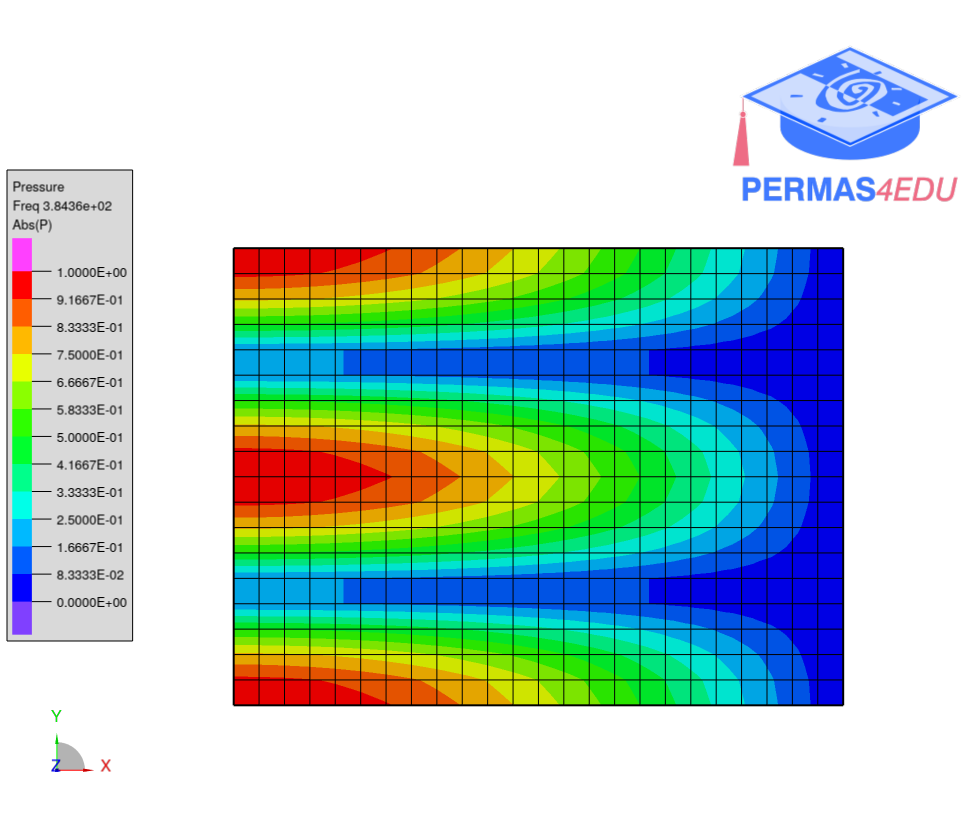 PERMAS4EDU
Pressure
Freq 3.8436e+02
Abs(P)
1.0000E+00
9.1667E-01
8.3333E-01
7.5000E-01
6.6667E-01
5.8333E-01
5.0000E-01
4.1667E-01
3.3333E-01
2.5000E-01
1.6667E-01
8.3333E-02
0.0000E+00
Y
Z X